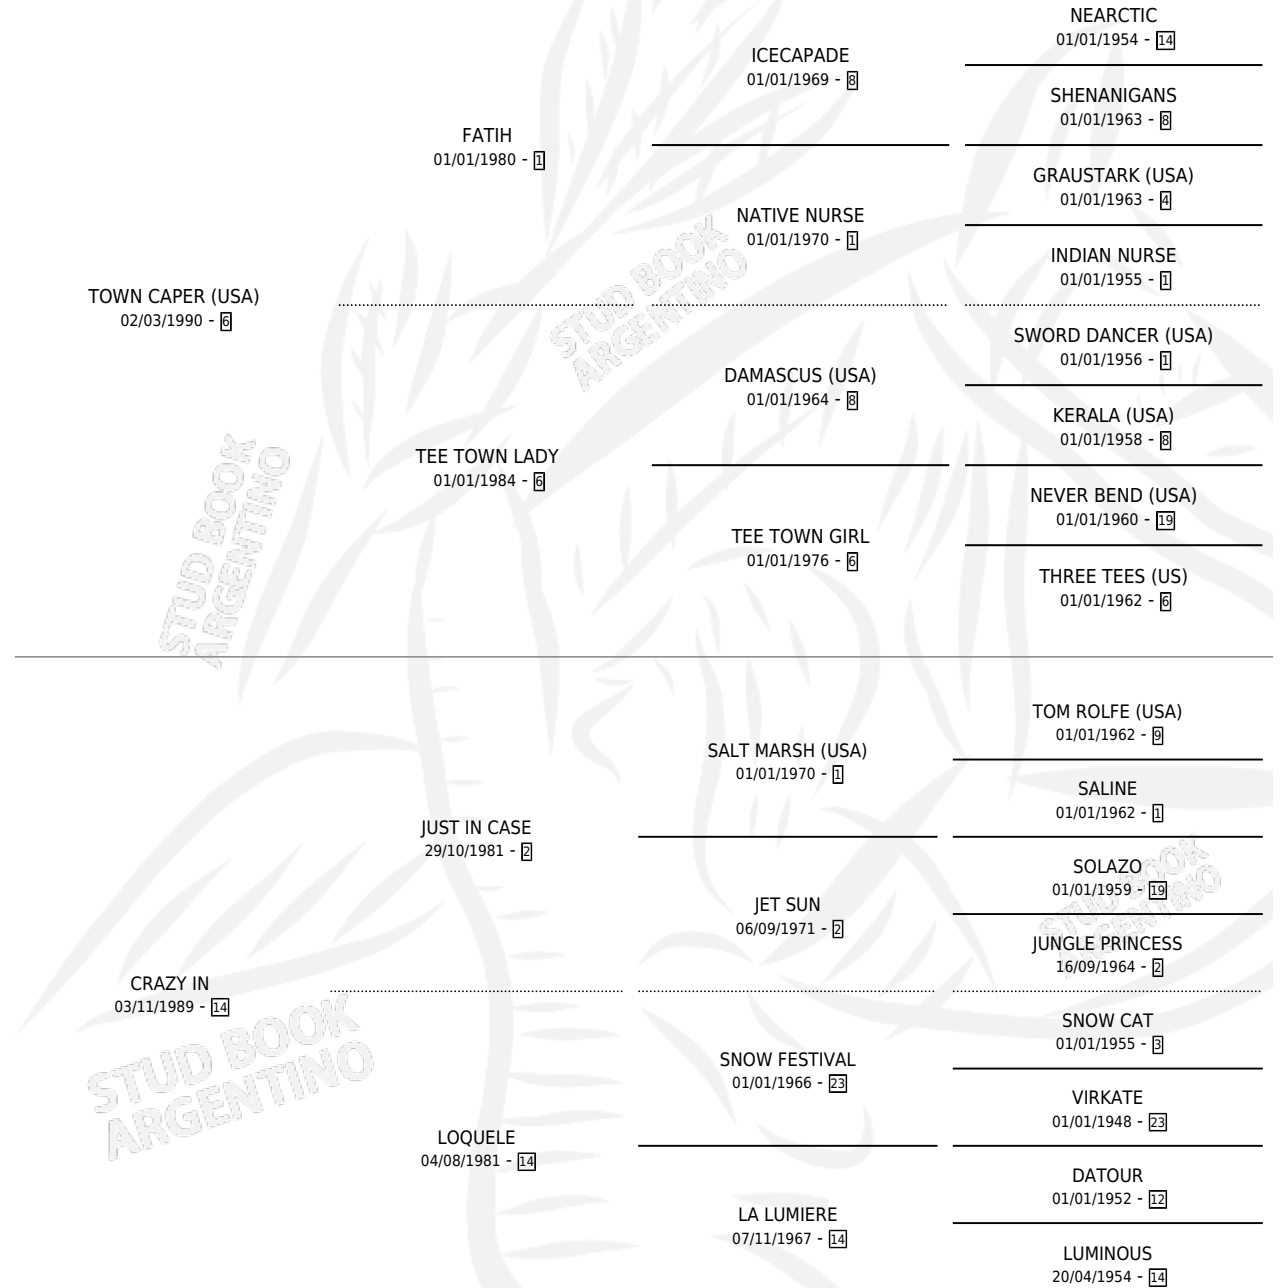 NEARCTIC
01/01/1954 - 14
ICECAPADE
01/01/1969 - 8
SHENANIGANS
01/01/1963 - 8
FATIH
01/01/1980 - 1
GRAUSTARK (USA)
01/01/1963 - 4
NATIVE NURSE
01/01/1970 - 1
INDIAN NURSE
01/01/1955 - 1
TOWN CAPER (USA)
02/03/1990 - 6
STUD BOOK
ARGENTINO
SWORD DANCER (USA)
01/01/1956 - 1
DAMASCUS (USA)
01/01/1964 - 8
KERALA (USA)
01/01/1958 - 8
TEE TOWN LADY
01/01/1984 - 6
NEVER BEND (USA)
01/01/1960 - 19
TEE TOWN GIRL
01/01/1976 - 6
THREE TEES (US)
01/01/1962 - 6
STUD BOOK
ARGENTINO
TOM ROLFE (USA)
01/01/1962 - 9
SALT MARSH (USA)
01/01/1970 - 1
SALINE
01/01/1962 - 1
JUST IN CASE
29/10/1981 - 2
SOLAZO
01/01/1959 - 19
JET SUN
06/09/1971 - 2
JUNGLE PRINCESS
16/09/1964 - 2
STUD BOOK
ARGENTINO
CRAZY IN
03/11/1989 - 14
SNOW CAT
01/01/1955 - 3
SNOW FESTIVAL
01/01/1966 - 23
VIRKATE
01/01/1948 - 23
STUD BOOK
ARGENTINO
LOQUELE
04/08/1981 - 14
DATOUR
01/01/1952 - 12
LA LUMIERE
07/11/1967 - 14
LUMINOUS
20/04/1954 - 14